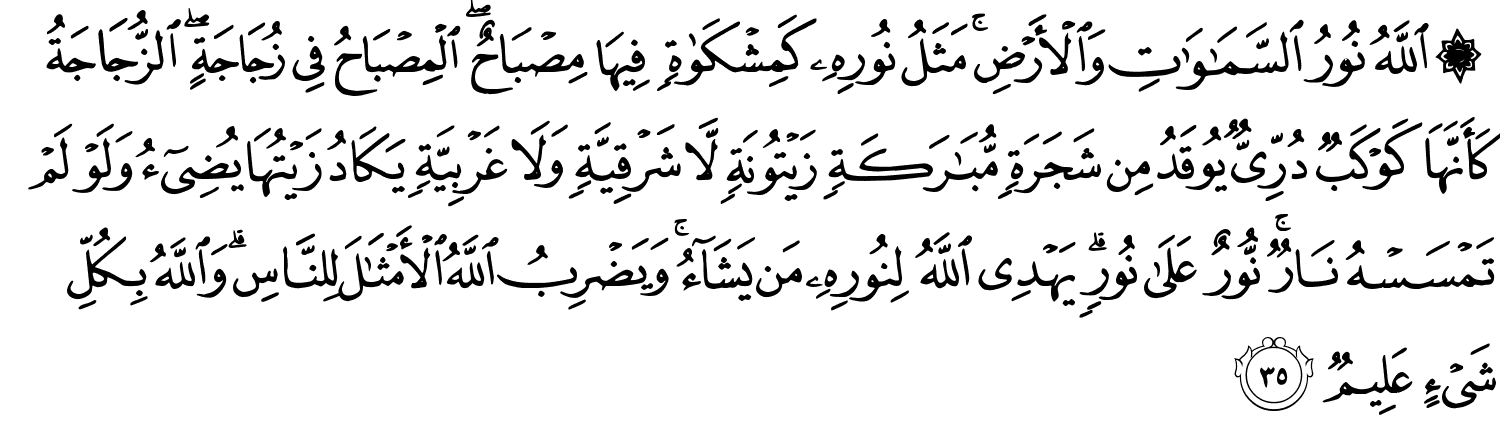 ۞ ٱللَّهُ نُورُ ٱلسَّمَٰوَٰتِ وَٱلْأَرْضِ ۚ مَثَلُ نُورِهِۦ كَمِشْكَوٰةٍ فِيهَا مِصْبَاحٌ ۖ ٱلْمِصْبَاحُ فِى زُجَاجَةٍ ۖ ٱلزُّجَاجَةُ
كَأَنَّهَا كَوْكَبٌ دُرِّىٌّ يُوقَدُ مِن شَجَرَةٍ مُّبَٰرَكَةٍ زَيْتُونَةٍ لَّا شَرْقِيَّةٍ وَلَا غَرْبِيَّةٍ يَكَادُ زَيْتُهَا يُضِىٓءُ وَلَوْ لَمْ
تَمْسَسْهُ نَارٌ ۚ نُّورٌ عَلَىٰ نُورٍ ۗ يَهْدِى ٱللَّهُ لِنُورِهِۦ مَن يَشَآءُ ۚ وَيَضْرِبُ ٱللَّهُ ٱلْأَمْثَٰلَ لِلنَّاسِ ۗ وَٱللَّهُ بِكُلِّ
شَىْءٍ عَلِيمٌ ٣٥